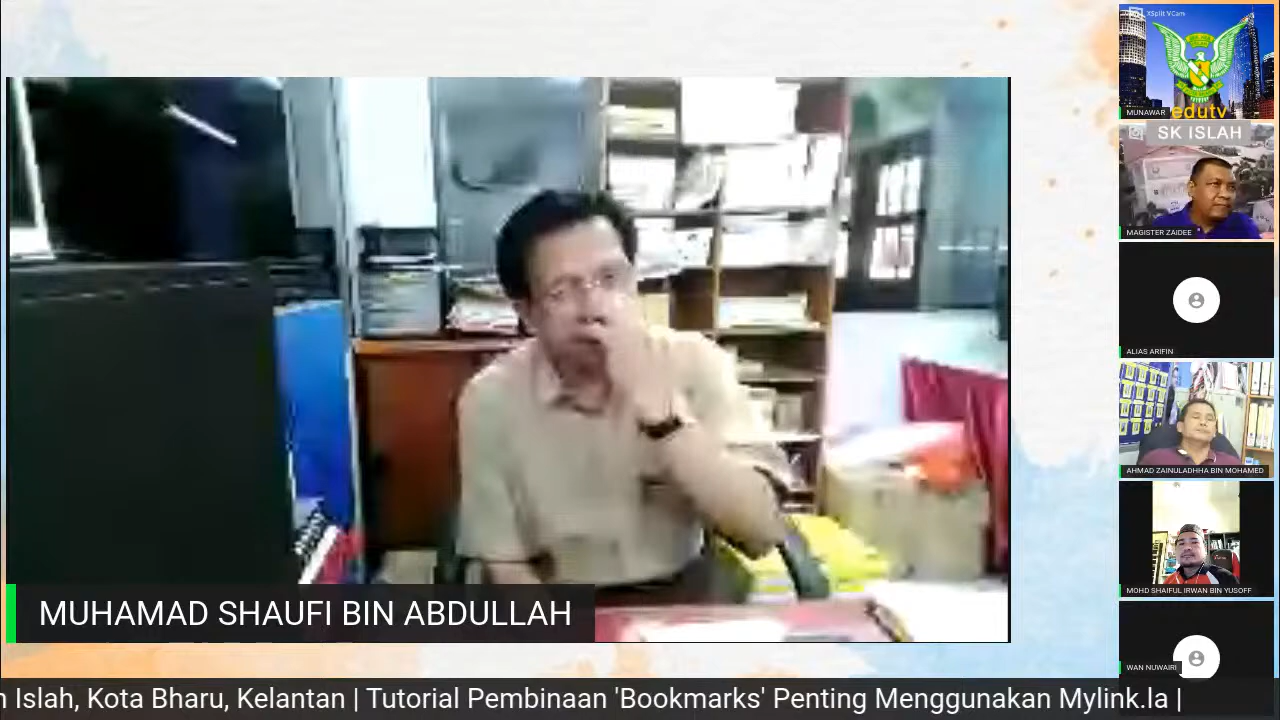 XSplit VCam
edutv
MUNAWAR
SK ISLAH
MAGISTER ZAIDEE
ALIAS ARIFIN
AHMAD ZAINULADHHA BIN MOHAMED
MOHD SHAIFUL IRWAN BIN YUSOFF
WAN NUWAIRI
MUHAMAD SHAUFI BIN ABDULLAH
Islah, Kota Bharu, Kelantan | Tutorial Pembinaan 'Bookmarks' Penting Menggunakan Mylink.la |